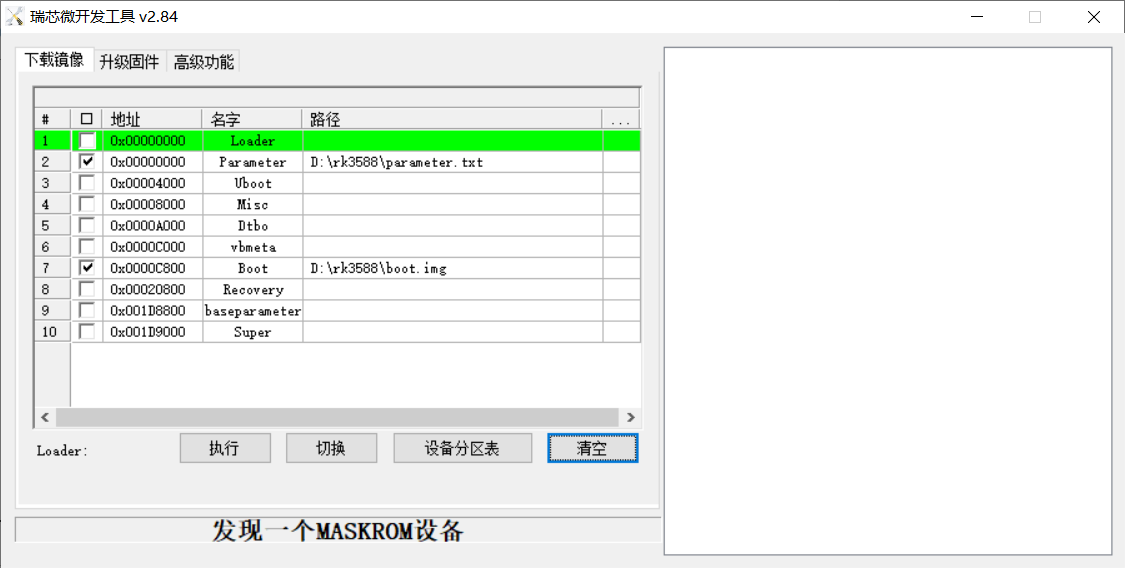 瑞芯微开发工具 v2.84
下载镜像 升级固件 高级功能
# 地址 名字 路径 ...
1 0x00000000 Loader
2 0x00000000 Parameter D:\rk3588\parameter.txt
3 0x00004000 Uboot
4 0x00008000 Misc
5 0x0000A000 Dtbo
6 0x0000C000 vbmeta
7 0x0000C800 Boot D:\rk3588\boot.img
8 0x00020800 Recovery
9 0x001D8800 baseparameter
10 0x001D9000 Super
Loader: 执行 切换 设备分区表 清空
发现一个MASKROM设备